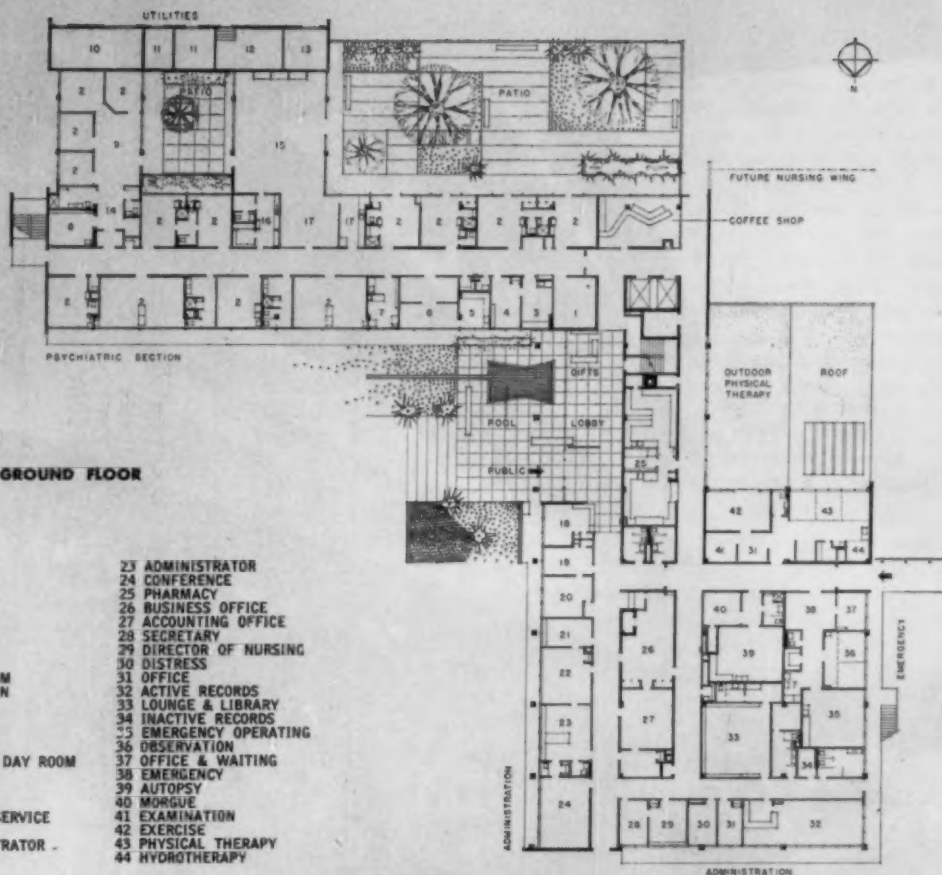 UTILITIES
10 11 11 12 13
2 2
PATIO
PATIO
N
2
9
15
2
FUTURE NURSING WING
COFFEE SHOP
8
14
2
2
16
17
17
2
2
2
2
2
2
2
2
7
6
5
4
3
1
PSYCHIATRIC SECTION
GIFTS
OUTDOOR
PHYSICAL
THERAPY
ROOF
POOL
LOBBY
PUBLIC
25
GROUND FLOOR
42
43
18
41
31
44
19
20
40
38
37
21
26
39
36
EMERGENCY
22
35
23
27
33
34
24
28
29
30
31
32
ADMINISTRATION
ADMINISTRATION
23 ADMINISTRATOR
24 CONFERENCE
25 PHARMACY
26 BUSINESS OFFICE
27 ACCOUNTING OFFICE
28 SECRETARY
29 DIRECTOR OF NURSING
30 DISTRESS
M 31 OFFICE
N 32 ACTIVE RECORDS
33 LOUNGE & LIBRARY
34 INACTIVE RECORDS
35 EMERGENCY OPERATING
36 OBSERVATION
DAY ROOM 37 OFFICE & WAITING
38 EMERGENCY
39 AUTOPSY
40 MORGUE
SERVICE 41 EXAMINATION
42 EXERCISE
TRATOR 43 PHYSICAL THERAPY
44 HYDROTHERAPY